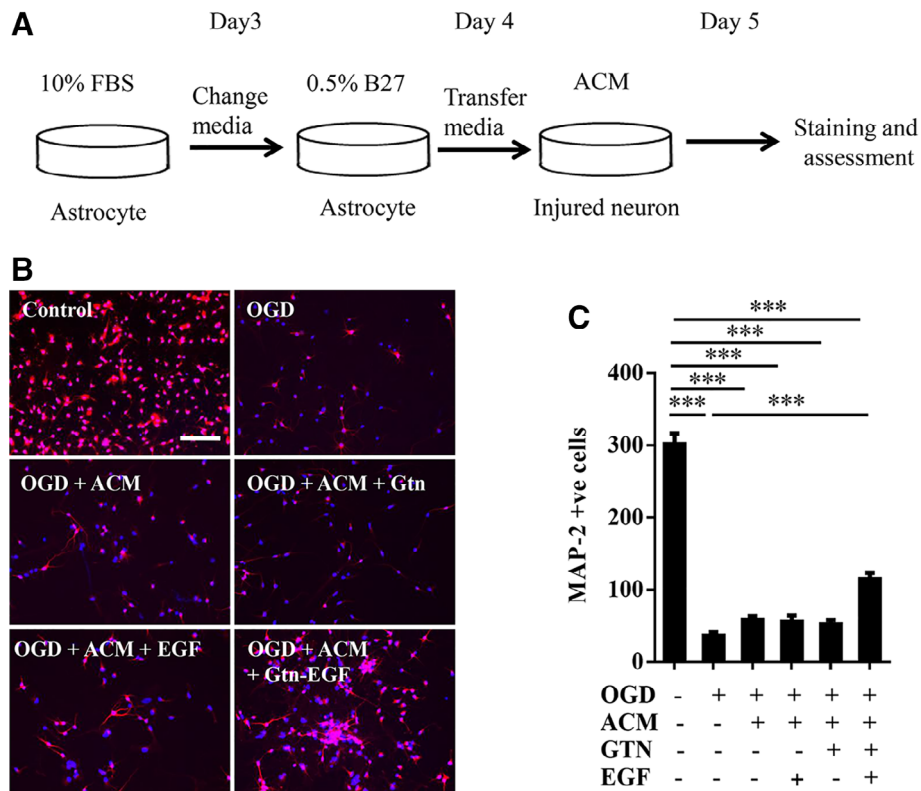 A
Day3
Day 4
Day 5
10% FBS
Change
media
0.5% B27
Transfer
media
ACM
Staining and
assessment
Astrocyte
Astrocyte
Injured neuron
B
Control
OGD
OGD + ACM
OGD + ACM + Gtn
OGD + ACM + EGF
OGD + ACM
+ Gtn-EGF
C
***
***
***
***
*** ***
MAP-2 +ve cells
400
300
200
100
0
OGD - + + + + +
ACM - - + + + +
GTN - - - - + +
EGF - - - + - +